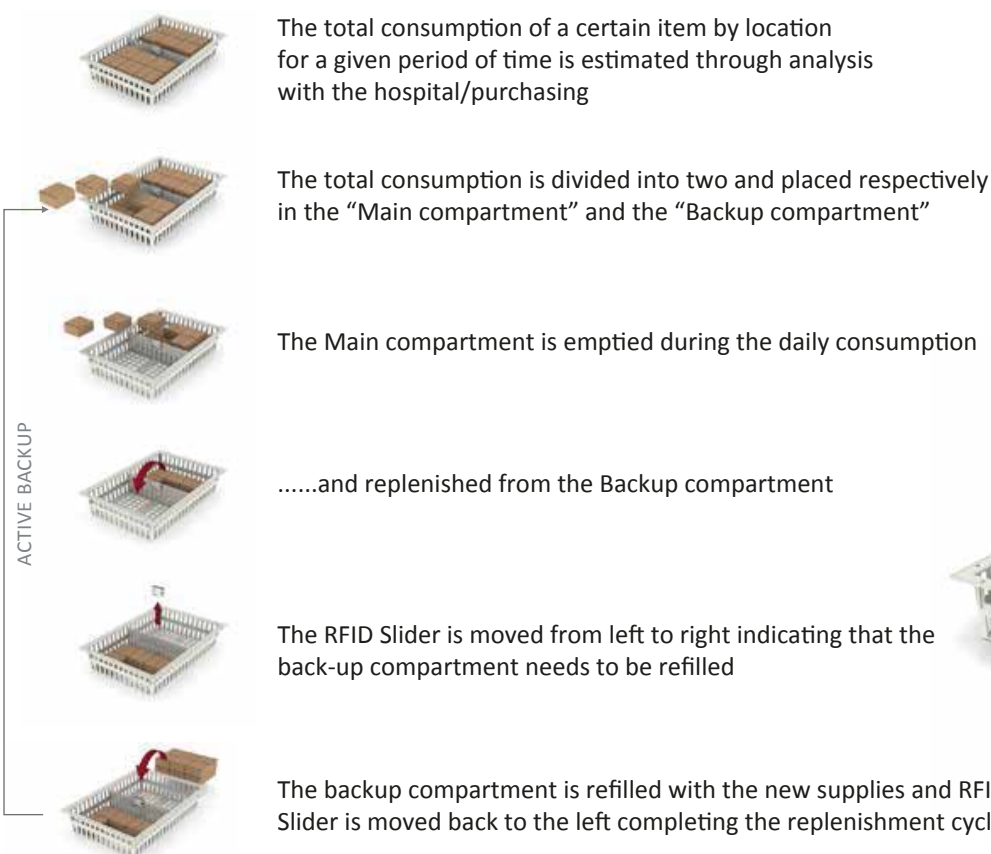 The total consumption of a certain item by location
for a given period of time is estimated through analysis
with the hospital/purchasing
The total consumption is divided into two and placed respectively
in the “Main compartment” and the “Backup compartment”
The Main compartment is emptied during the daily consumption
ACTIVE BACKUP
......and replenished from the Backup compartment
The RFID Slider is moved from left to right indicating that the
back-up compartment needs to be refilled
The backup compartment is refilled with the new supplies and RFI
Slider is moved back to the left completing the replenishment cycl